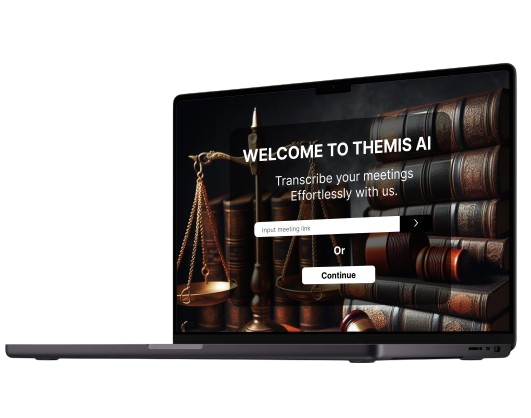 WELCOME TO THEMIS AI
Transcribe your meetings
Effortlessly with us.
Input meeting link
Or
Continue